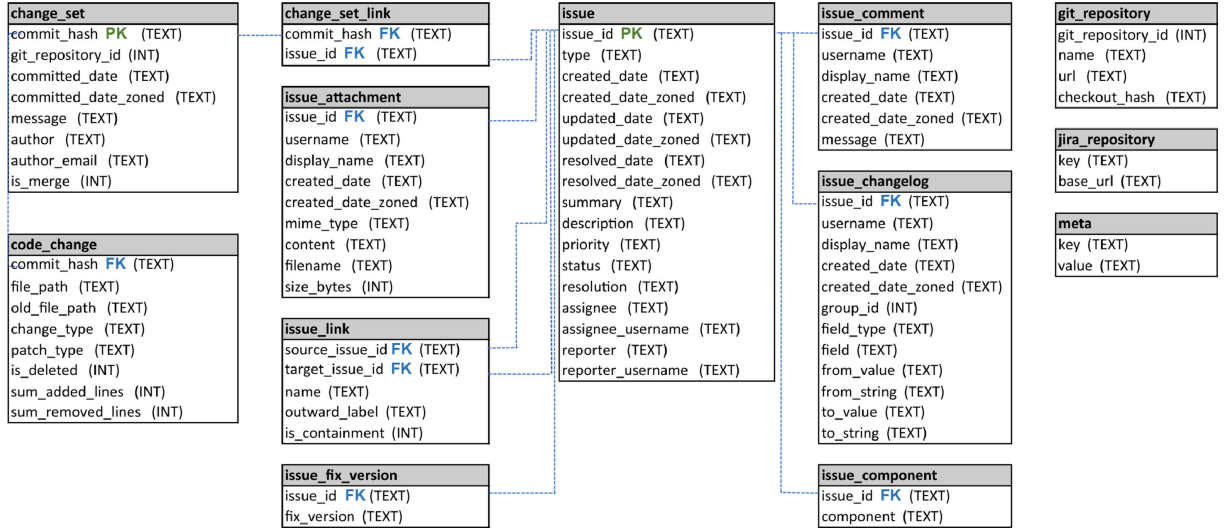 change_set
commit_hash PK (TEXT)
git_repository_id (INT)
committed_date (TEXT)
committed_date_zoned (TEXT)
message (TEXT)
author (TEXT)
author_email (TEXT)
is_merge (INT)
code_change
commit_hash FK (TEXT)
file_path (TEXT)
old_file_path (TEXT)
change_type (TEXT)
patch_type (TEXT)
is_deleted (INT)
sum_added_lines (INT)
sum_removed_lines (INT)
change_set_link
commit_hash FK (TEXT)
issue_id FK (TEXT)
issue_attachment
issue_id FK (TEXT)
username (TEXT)
display_name (TEXT)
created_date (TEXT)
created_date_zoned (TEXT)
mime_type (TEXT)
content (TEXT)
filename (TEXT)
size_bytes (INT)
issue_link
source_issue_id FK (TEXT)
target_issue_id FK (TEXT)
name (TEXT)
outward_label (TEXT)
is_containment (INT)
issue_fix_version
issue_id FK (TEXT)
fix_version (TEXT)
issue
issue_id PK (TEXT)
type (TEXT)
created_date (TEXT)
created_date_zoned (TEXT)
updated_date (TEXT)
updated_date_zoned (TEXT)
resolved_date (TEXT)
resolved_date_zoned (TEXT)
summary (TEXT)
description (TEXT)
priority (TEXT)
status (TEXT)
resolution (TEXT)
assignee (TEXT)
assignee_username (TEXT)
reporter (TEXT)
reporter_username (TEXT)
issue_comment
issue_id FK (TEXT)
username (TEXT)
display_name (TEXT)
created_date (TEXT)
created_date_zoned (TEXT)
message (TEXT)
issue_changelog
issue_id FK (TEXT)
username (TEXT)
display_name (TEXT)
created_date (TEXT)
created_date_zoned (TEXT)
group_id (INT)
field_type (TEXT)
field (TEXT)
from_value (TEXT)
from_string (TEXT)
to_value (TEXT)
to_string (TEXT)
issue_component
issue_id FK (TEXT)
component (TEXT)
git_repository
git_repository_id (INT)
name (TEXT)
url (TEXT)
checkout_hash (TEXT)
jira_repository
key (TEXT)
base_url (TEXT)
meta
key (TEXT)
value (TEXT)